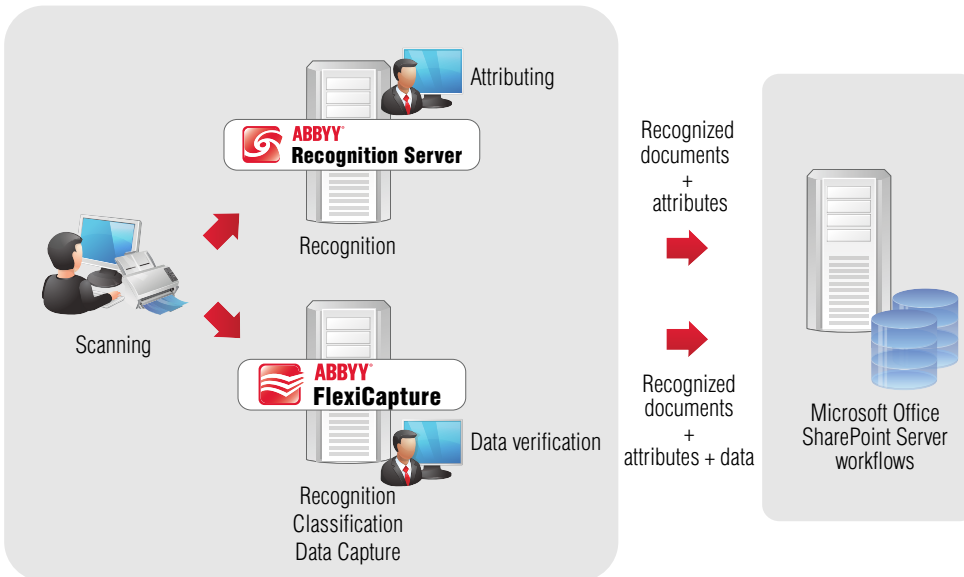 Attributing
ABBYY®
Recognition Server
Recognition
Scanning
ABBYY®
FlexiCapture
Data verification
Recognition
Classification
Data Capture
Recognized
documents
+
attributes
Recognized
documents
+
attributes + data
Microsoft Office
SharePoint Server
workflows